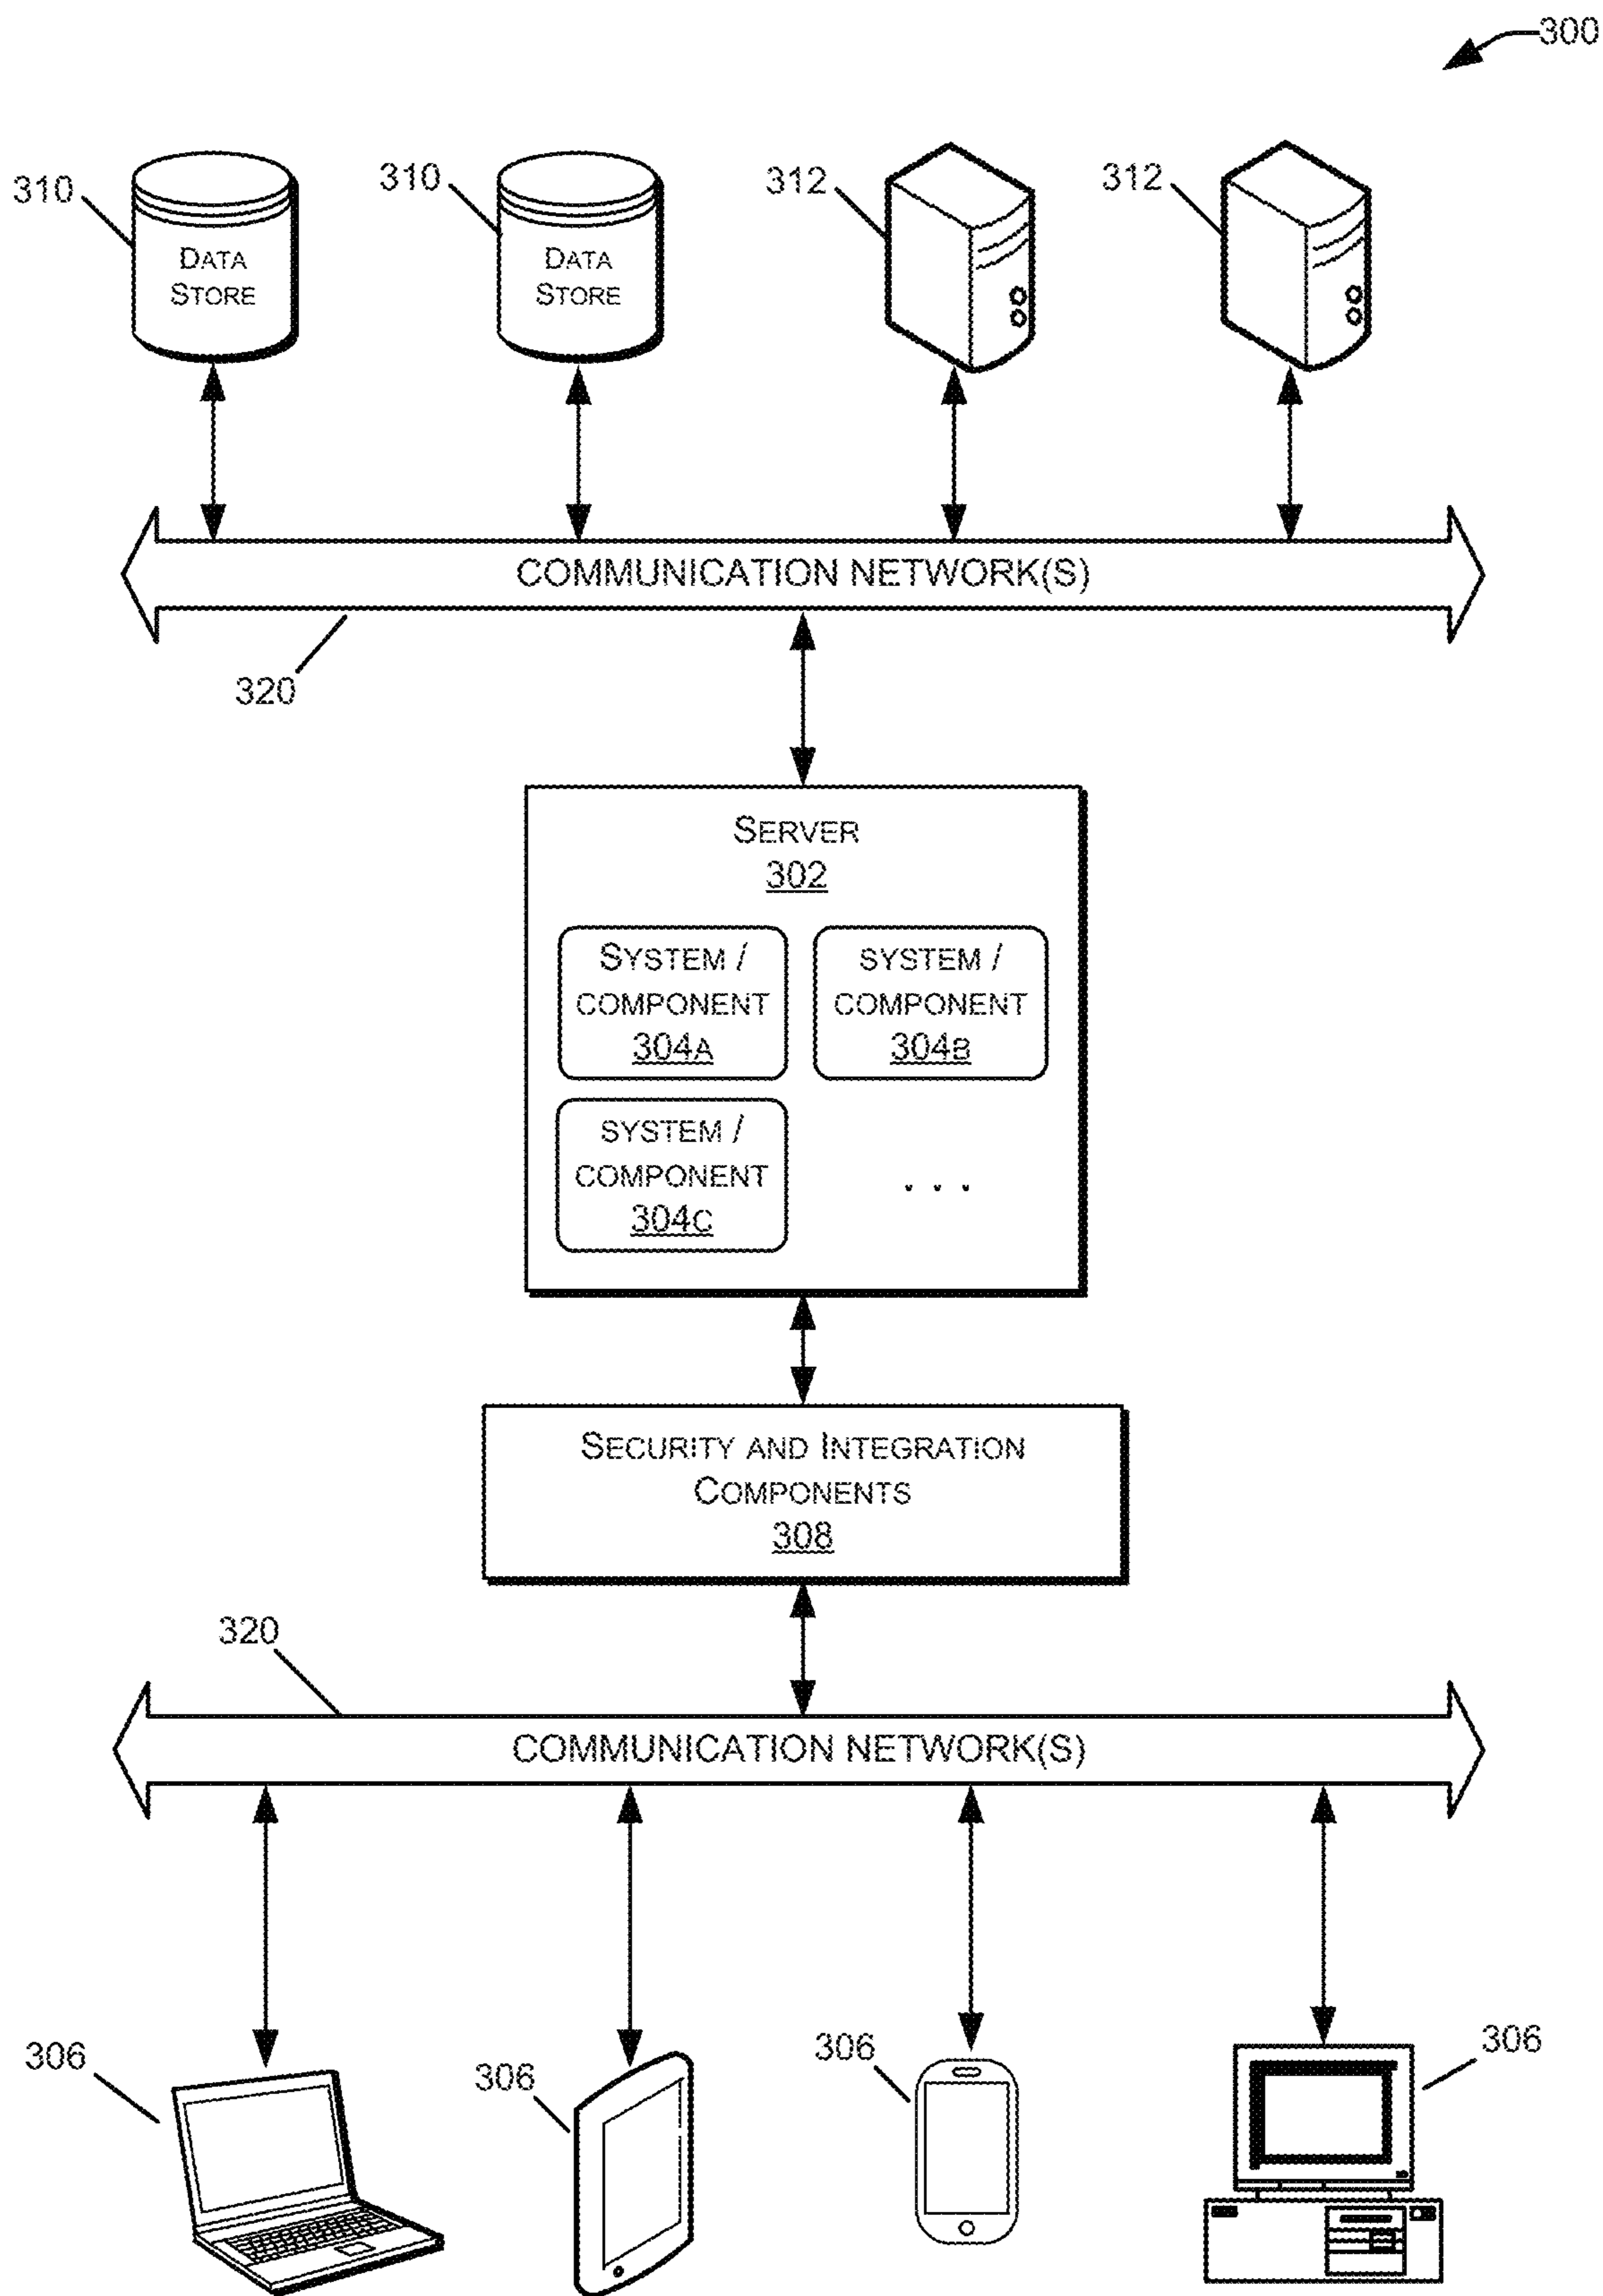 300
310
310
312
312
DATA
STORE
DATA
STORE
COMMUNICATION NETWORK(S)
320
SERVER
302
SYSTEM /
COMPONENT
304A
SYSTEM /
COMPONENT
304B
SYSTEM /
COMPONENT
304C
. . .
SECURITY AND INTEGRATION
COMPONENTS
308
320
COMMUNICATION NETWORK(S)
306
306
306
306